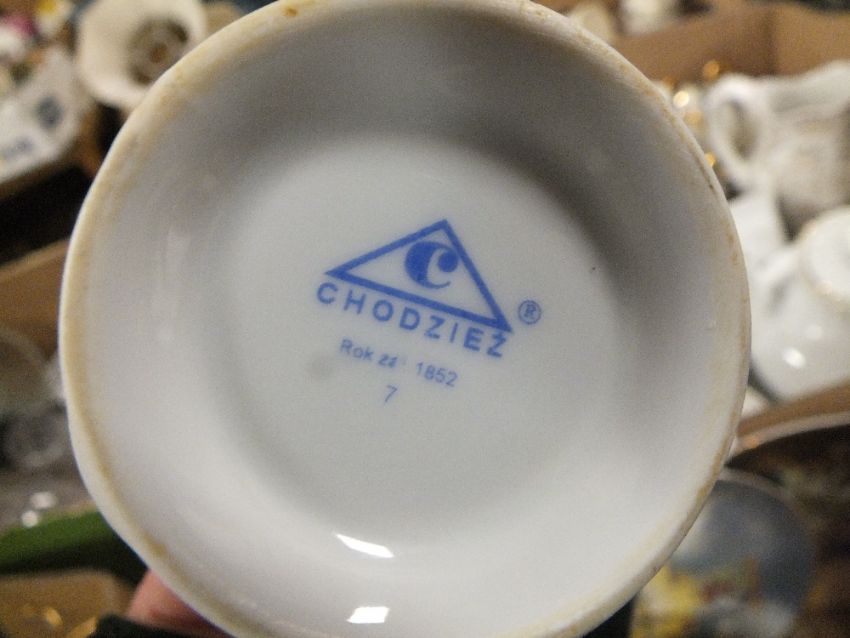 C
CHODZIEŻ ®
Rok zał. 1852
7